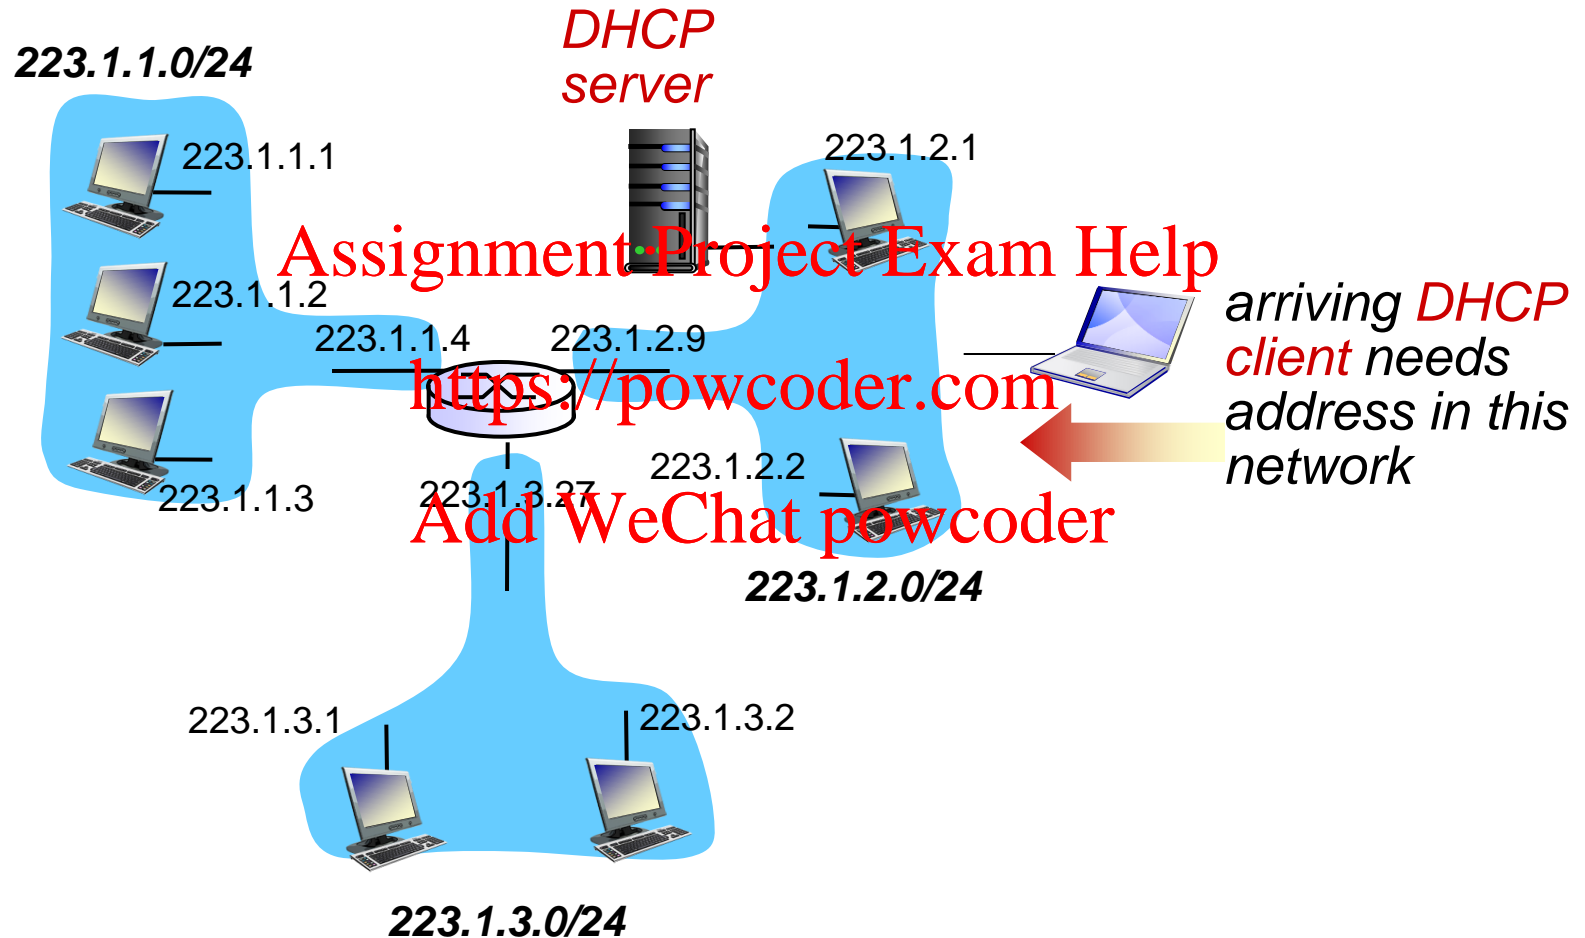 DHCP
server
223.1.1.0/24
223.1.1.1
223.1.2.1
Assignment Project Exam Help
223.1.1.2
arriving DHCP
client needs
address in this
network
223.1.1.4
223.1.2.9
https://powcoder.com
223.1.2.2
223.1.1.3
223.1.3.27
Add WeChat powcoder
223.1.2.0/24
223.1.3.1
223.1.3.2
223.1.3.0/24